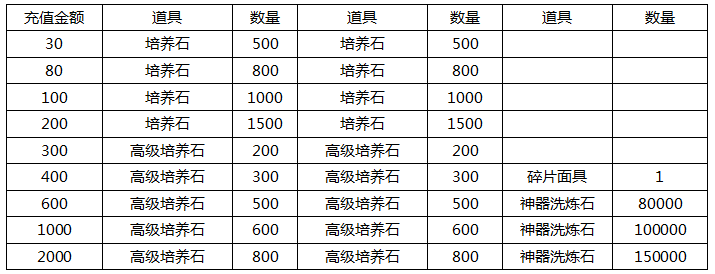 充值金额 道具 数量 道具 数量 道具 数量
30 培养石 500 培养石 500
80 培养石 800 培养石 800
100 培养石 1000 培养石 1000
200 培养石 1500 培养石 1500
300 高级培养石 200 高级培养石 200
400 高级培养石 300 高级培养石 300 碎片面具 1
600 高级培养石 500 高级培养石 500 神器洗炼石 80000
1000 高级培养石 600 高级培养石 600 神器洗炼石 100000
2000 高级培养石 800 高级培养石 800 神器洗炼石 150000